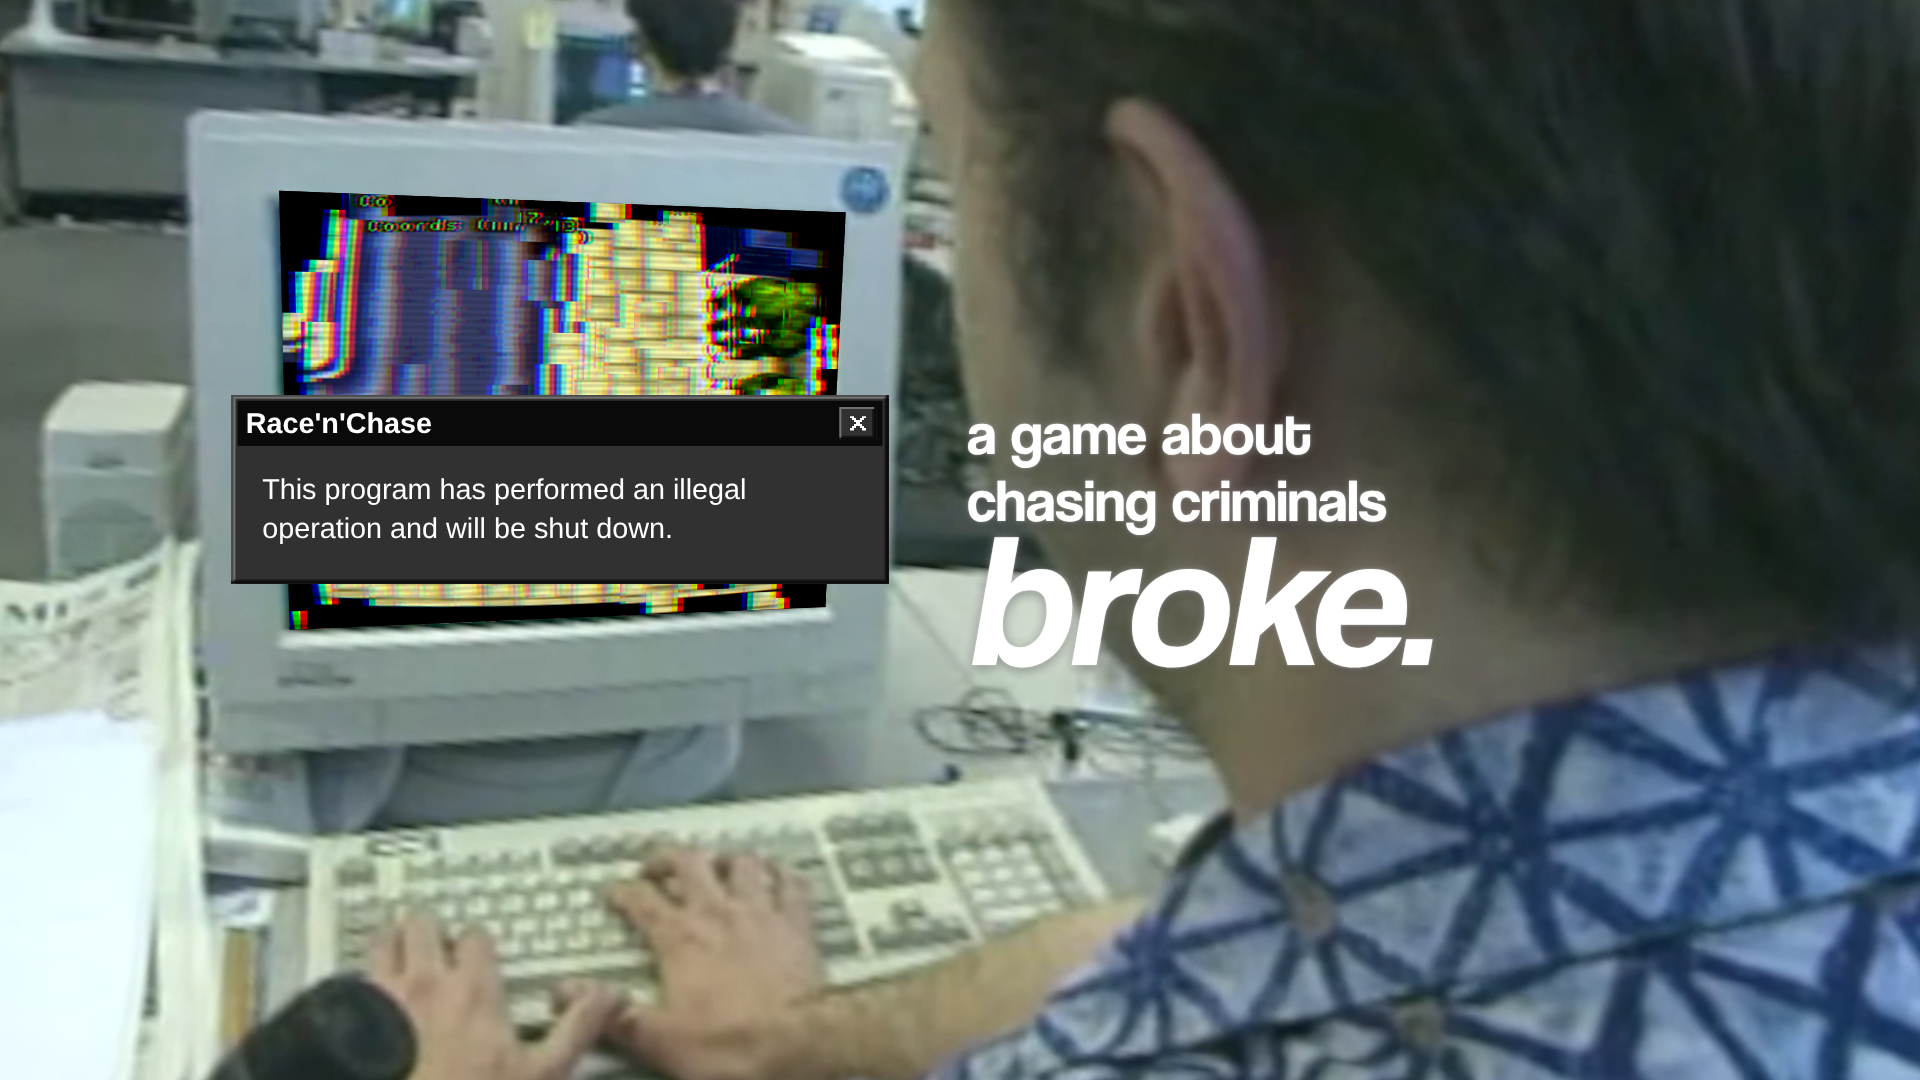 Coords
Race'n'Chase
This program has performed an illegal
operation and will be shut down.
a game about
chasing criminals
broke.